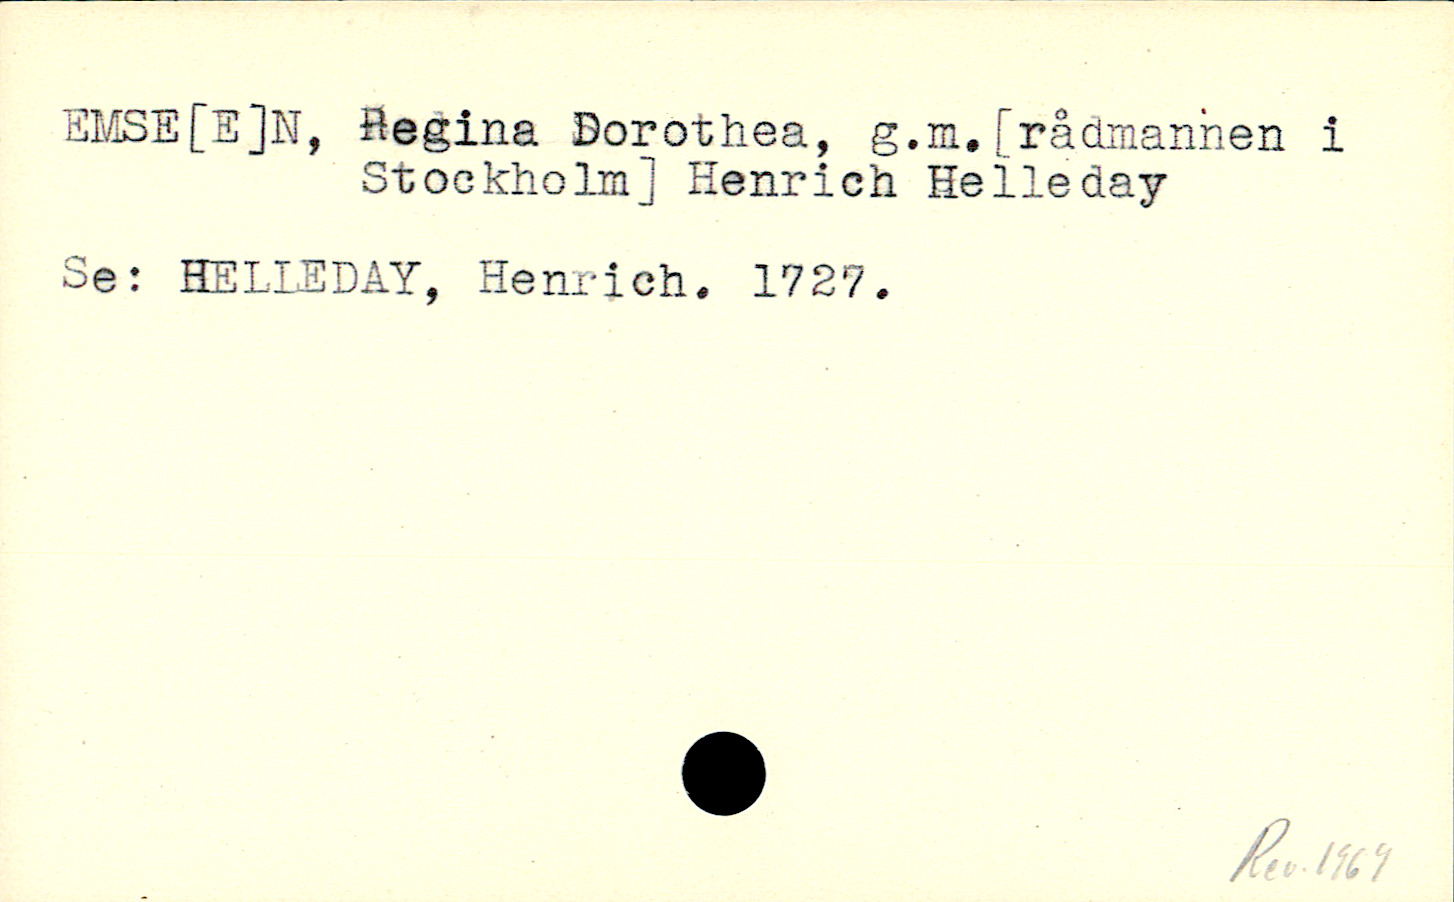 EMSE[E]N, Regina Dorothea, g.m.[rådmannen i
Stockholm] Henrich Helleday
Se: HELLEDAY, Henrich. 1727.
Rev. 1969